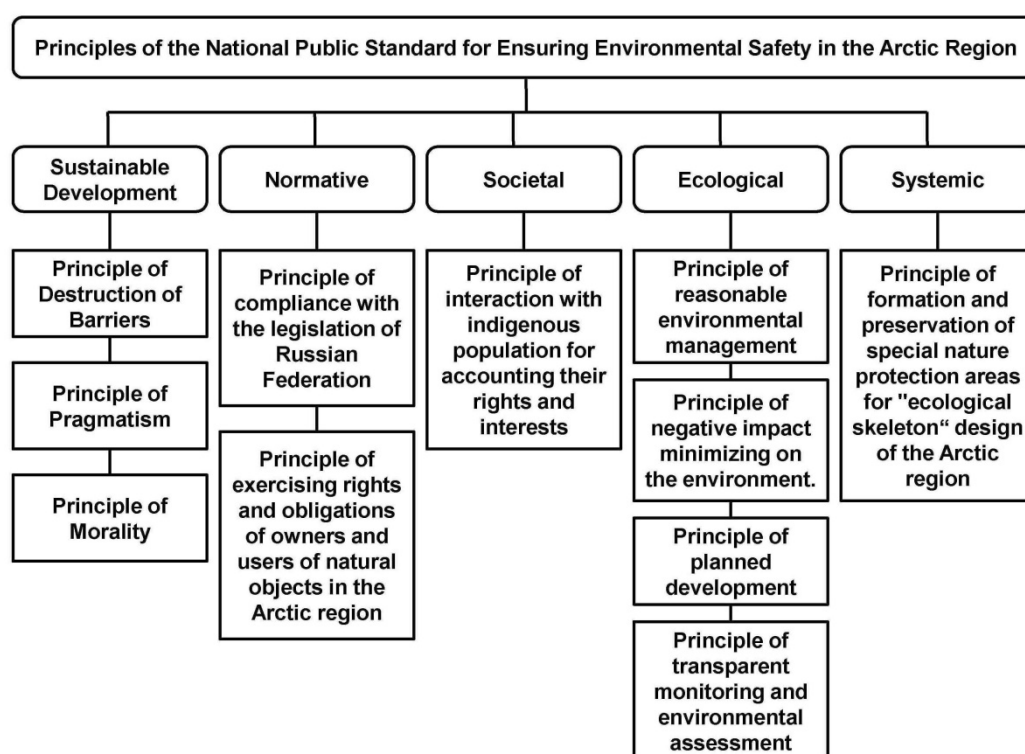 Principles of the National Public Standard for Ensuring Environmental Safety in the Arctic Region
Sustainable
Development
Normative
Societal
Ecological
Systemic
Principle of
Destruction of
Barriers
Principle of
Pragmatism
Principle of
Morality
Principle of
compliance with
the legislation of
Russian
Federation
Principle of
exercising rights
and obligations
of owners and
users of natural
objects in the
Arctic region
Principle of
interaction with
indigenous
population for
accounting their
rights and
interests
Principle of
reasonable
environmental
management
Principle of
negative impact
minimizing on
the environment.
Principle of
planned
development
Principle of
transparent
monitoring and
environmental
assessment
Principle of
formation and
preservation of
special nature
protection areas
for "ecological
skeleton“ design
of the Arctic
region